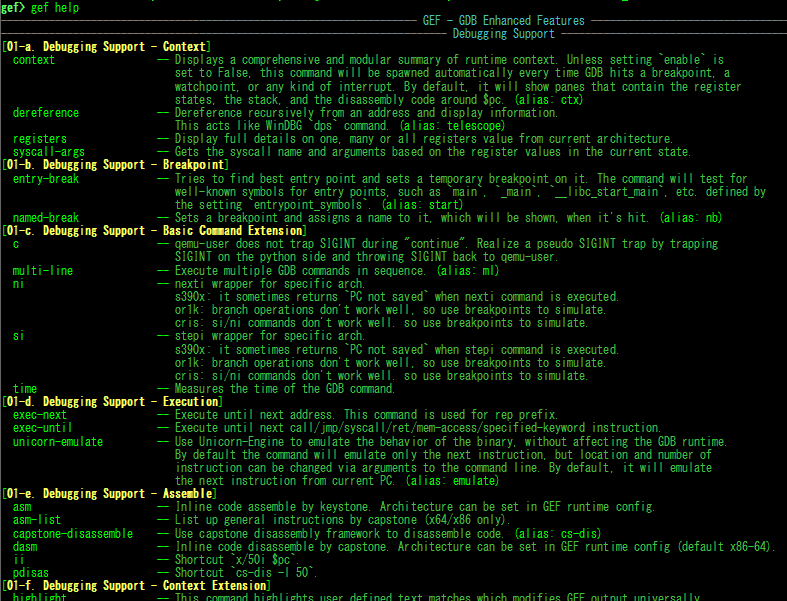 gef> gef help
GEF - GDB Enhanced Features
Debugging Support
[01-a. Debugging Support - Context]
context -- Displays a comprehensive and modular summary of runtime context. Unless setting `enable` is
set to False, this command will be spawned automatically every time GDB hits a breakpoint, a
watchpoint, or any kind of interrupt. By default, it will show panes that contain the register
states, the stack, and the disassembly code around $pc. (alias: ctx)
dereference -- Dereference recursively from an address and display information.
This acts like WinDBG `dps` command. (alias: telescope)
registers -- Display full details on one, many or all registers value from current architecture.
syscall-args -- Gets the syscall name and arguments based on the register values in the current state.
[01-b. Debugging Support - Breakpoint]
entry-break -- Tries to find best entry point and sets a temporary breakpoint on it. The command will test for
well-known symbols for entry points, such as `main`, `_main`, `__libc_start_main`, etc. defined by
the setting `entrypoint_symbols`. (alias: start)
named-break -- Sets a breakpoint and assigns a name to it, which will be shown, when it's hit. (alias: nb)
[01-c. Debugging Support - Basic Command Extension]
c -- qemu-user does not trap SIGINT during "continue". Realize a pseudo SIGINT trap by trapping
SIGINT on the python side and throwing SIGINT back to qemu-user.
multi-line -- Execute multiple GDB commands in sequence. (alias: ml)
ni -- nexti wrapper for specific arch.
s390x: it sometimes returns `PC not saved` when nexti command is executed.
or1k: branch operations don't work well, so use breakpoints to simulate.
cris: si/ni commands don't work well. so use breakpoints to simulate.
si -- stepi wrapper for specific arch.
s390x: it sometimes returns `PC not saved` when stepi command is executed.
or1k: branch operations don't work well, so use breakpoints to simulate.
cris: si/ni commands don't work well. so use breakpoints to simulate.
time -- Measures the time of the GDB command.
[01-d. Debugging Support - Execution]
exec-next -- Execute until next address. This command is used for rep prefix.
exec-until -- Execute until next call/jmp/syscall/ret/mem-access/specified-keyword instruction.
unicorn-emulate -- Use Unicorn-Engine to emulate the behavior of the binary, without affecting the GDB runtime.
By default the command will emulate only the next instruction, but location and number of
instruction can be changed via arguments to the command line. By default, it will emulate
the next instruction from current PC. (alias: emulate)
[01-e. Debugging Support - Assemble]
asm -- Inline code assemble by keystone. Architecture can be set in GEF runtime config.
asm-list -- List up general instructions by capstone (x64/x86 only).
capstone-disassemble -- Use capstone disassembly framework to disassemble code. (alias: cs-dis)
dasm -- Inline code disassemble by capstone. Architecture can be set in GEF runtime config (default x86-64).
ii -- Shortcut `x/50i $pc`.
pdisas -- Shortcut `cs-dis -l 50`.
[01-f. Debugging Support - Context Extension]
highlight -- This command highlights user defined text matches which modifies GEF output universally.